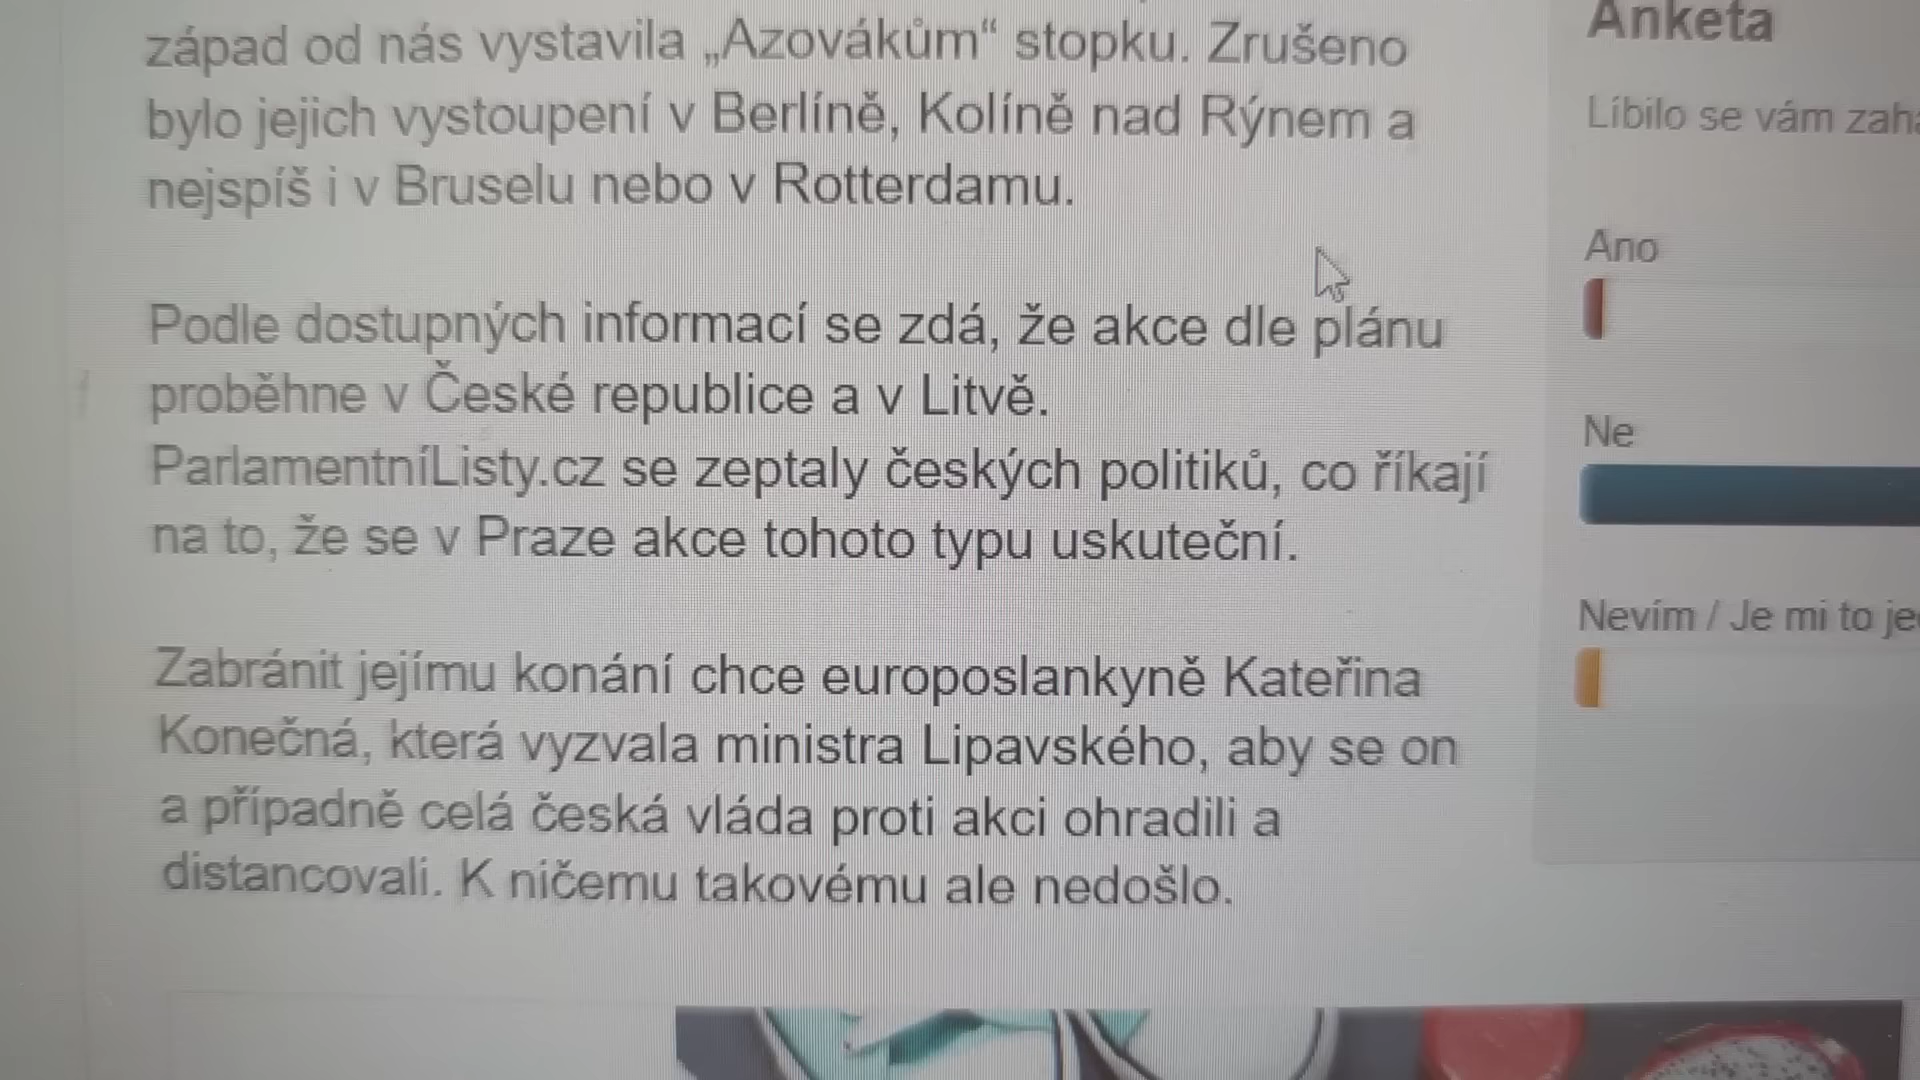 západ od nás vystavila „Azovákům“ stopku. Zrušeno
bylo jejich vystoupení v Berlíně, Kolíně nad Rýnem a
nejspíš i v Bruselu nebo v Rotterdamu.
Podle dostupných informací se zdá, že akce dle plánu
proběhne v České republice a v Litvě.
ParlamentníListy.cz se zeptaly českých politiků, co říkají
na to, že se v Praze akce tohoto typu uskuteční.
Zabránit jejímu konání chce europoslankyně Kateřina
Konečná, která vyzvala ministra Lipavského, aby se on
a případně celá česká vláda proti akci ohradili a
distancovali. K ničemu takovému ale nedošlo.
Anketa
Líbilo se vám
Ano
Ne
Nevím / Je mi to